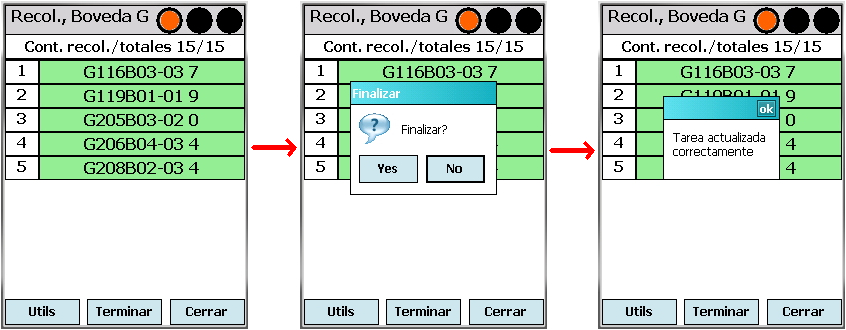 Recol., Boveda G
Cont. recol./totales 15/15
1 G116B03-03 7
2 G119B01-01 9
3 G205B03-02 0
4 G206B04-03 4
5 G208B02-03 4
Utils Terminar Cerrar
Recol., Boveda G
Cont. recol./totales 15/15
1 G116B03-03 7
2
Finalizar
3
? Finalizar?
4
5
Yes No
Utils Terminar Cerrar
Recol., Boveda G
Cont. recol./totales 15/15
1 G116B03-03 7
2 G119B01-01 9
ok
3 0
Tarea actualizada
4 4
correctamente
5 4
Utils Terminar Cerrar